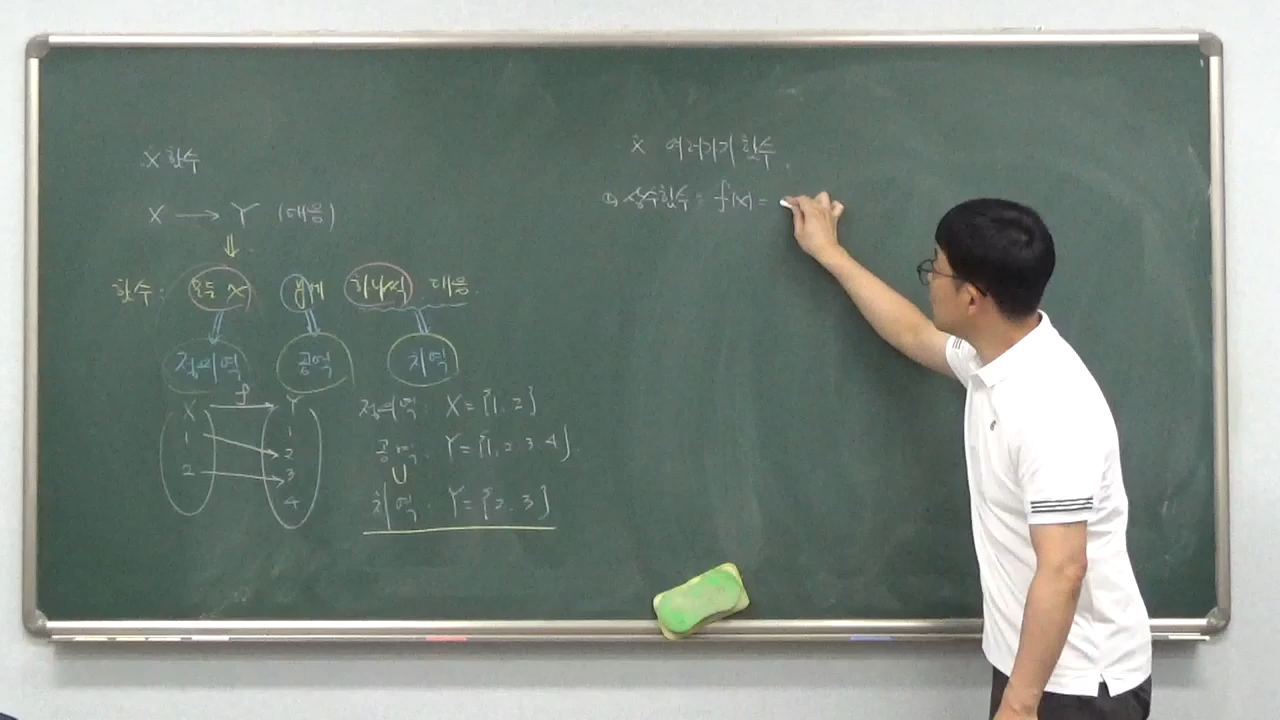 ※ 함수
X → Y (대응)
⇓
함수: 모든 X 에 하나씩 대응.
정의역 공역 치역
X f Y
1 1
2 2
3
4
정의역: X={1, 2}
공역: Y={1, 2, 3, 4}
∪
치역: Y={2, 3}
※ 여러가지 함수
① 상수함수: f(x)=